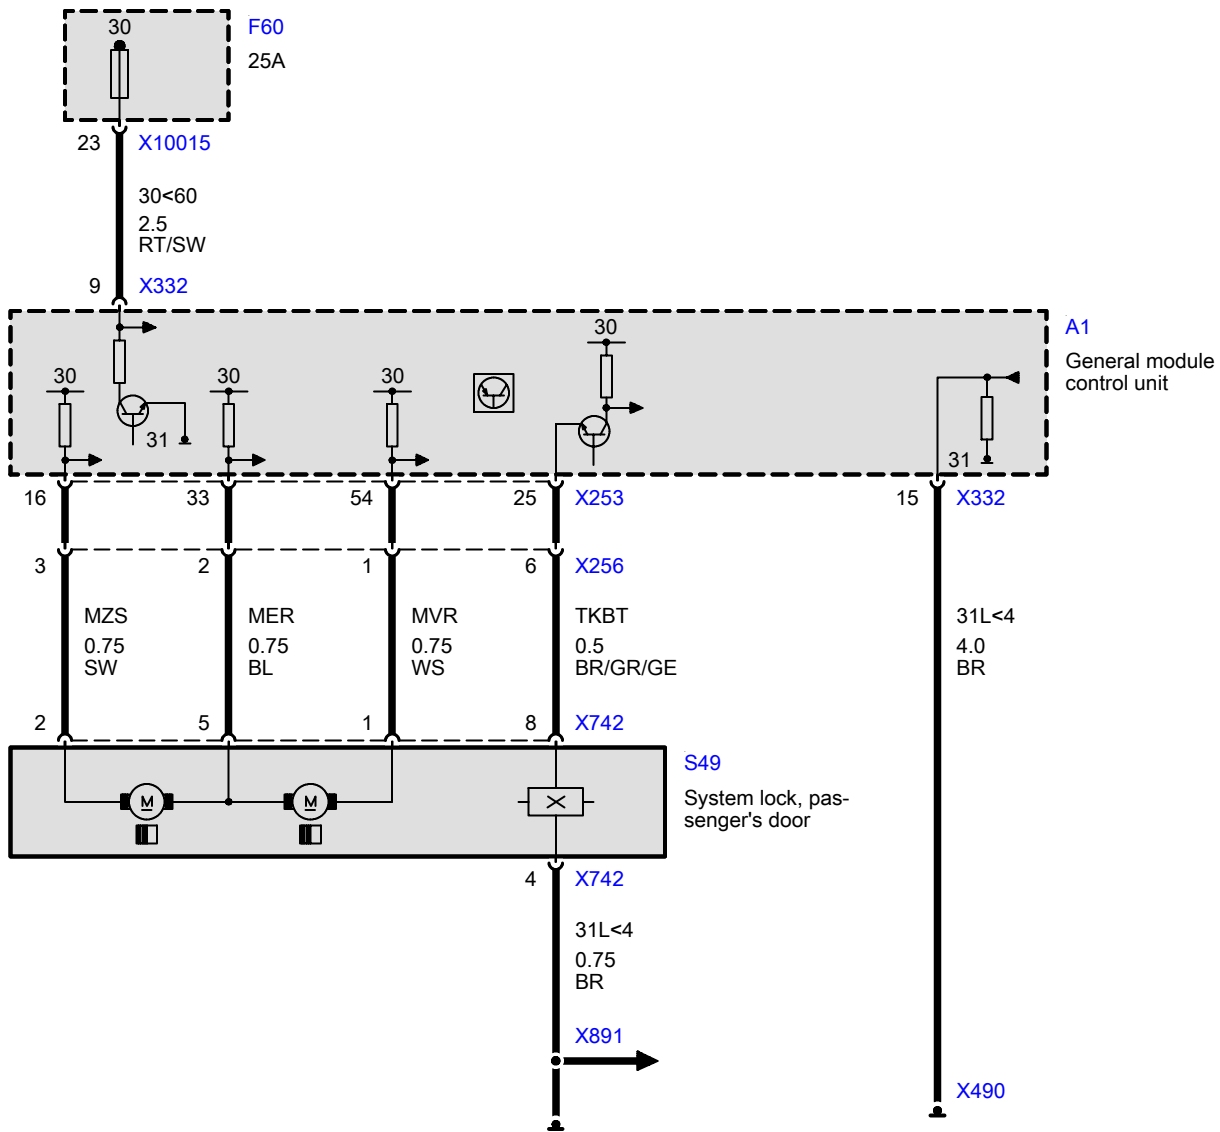 30
F60
25A
23 X10015
30<60
2.5
RT/SW
9 X332
A1
General module
control unit
30
30 30 30
31
31
16 33 54 25 X253
15 X332
3 2 1 6 X256
MZS MER MVR TKBT 31L<4
0.75 0.75 0.75 0.5 4.0
SW BL WS BR/GR/GE BR
2 5 1 8 X742
S49
System lock, pas-
senger's door
M M
4 X742
31L<4
0.75
BR
X891
X490